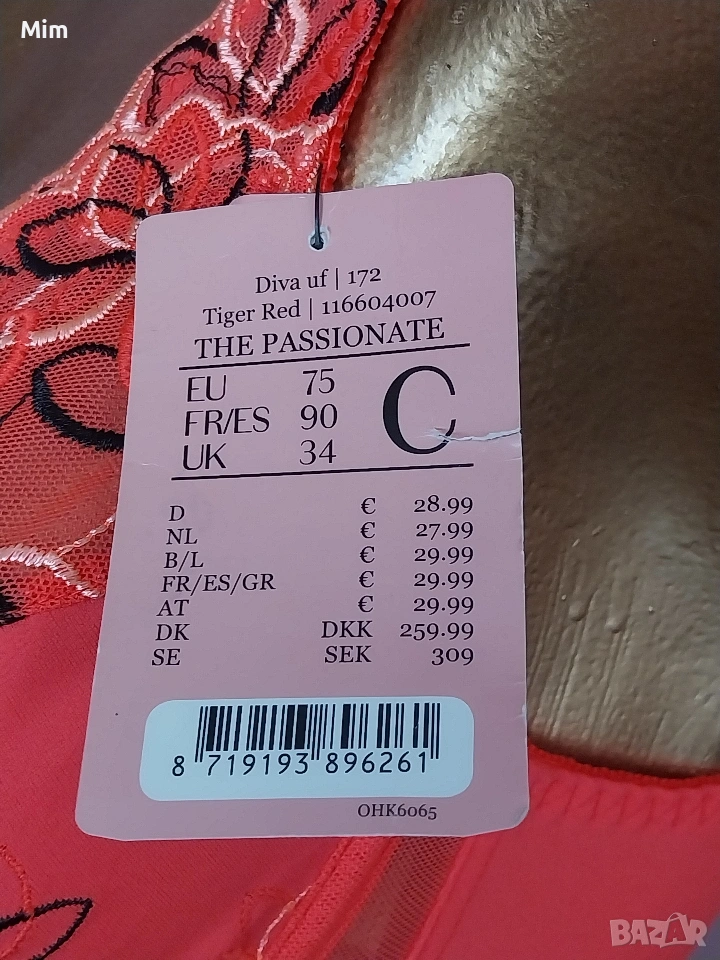 Mim
Diva uf | 172
Tiger Red | 116604007
THE PASSIONATE
EU 75 C
FR/ES 90
UK 34
D € 28.99
NL € 27.99
B/L € 29.99
FR/ES/GR € 29.99
AT € 29.99
DK DKK 259.99
SE SEK 309
8 719193 896261
OHK6065
BAZAR